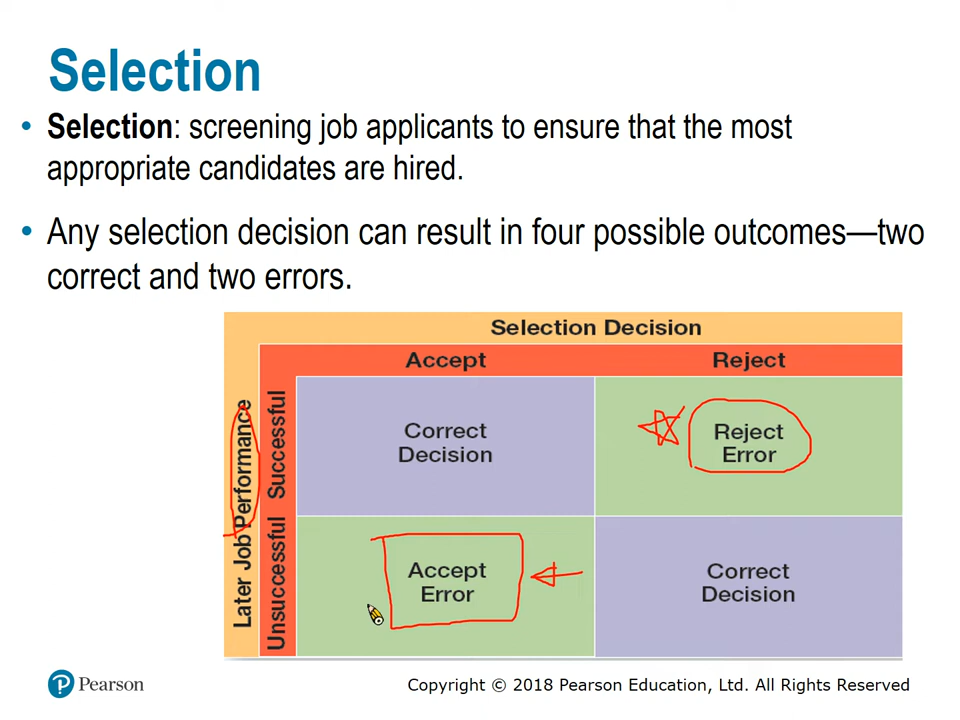 Selection
• Selection: screening job applicants to ensure that the most
appropriate candidates are hired.
• Any selection decision can result in four possible outcomes—two
correct and two errors.
Selection Decision
Accept
Reject
Later Job Performance
Successful
Correct
Decision
Reject
Error
Unsuccessful
Accept
Error
Correct
Decision
Pearson
Copyright © 2018 Pearson Education, Ltd. All Rights Reserved